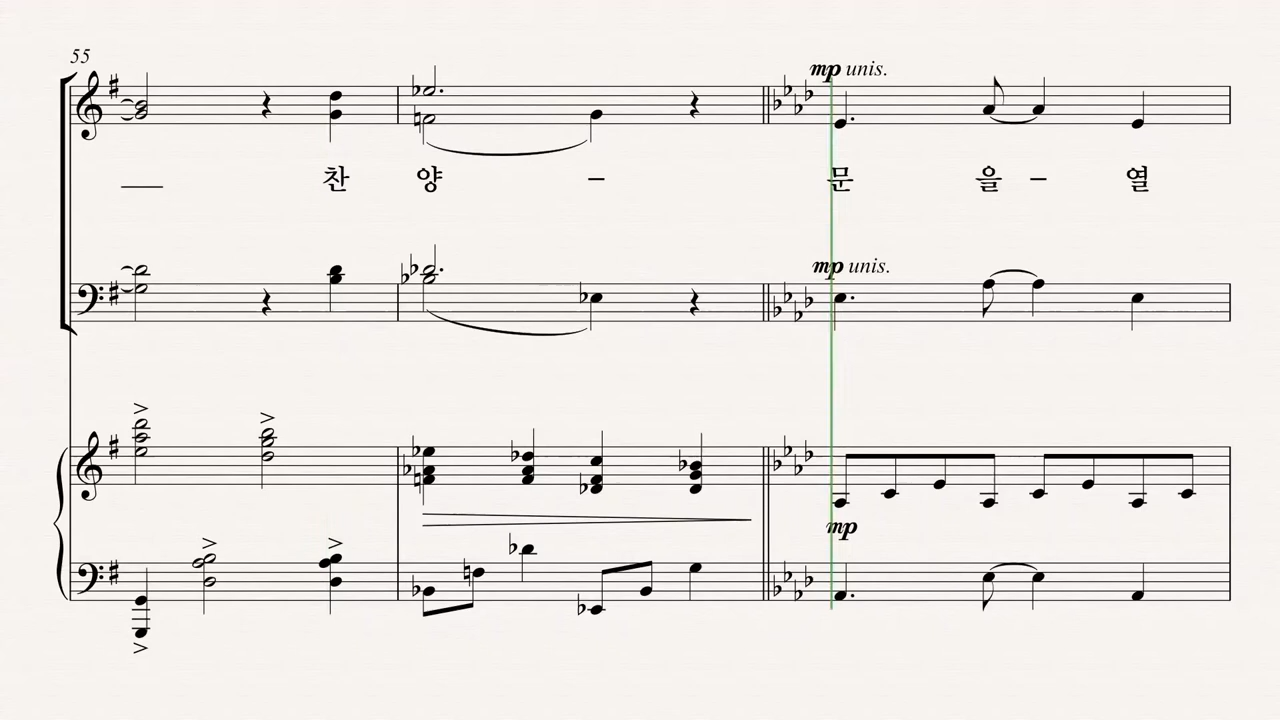 55
mp unis.
찬 양 – 문 을 – 열
mp unis.
mp